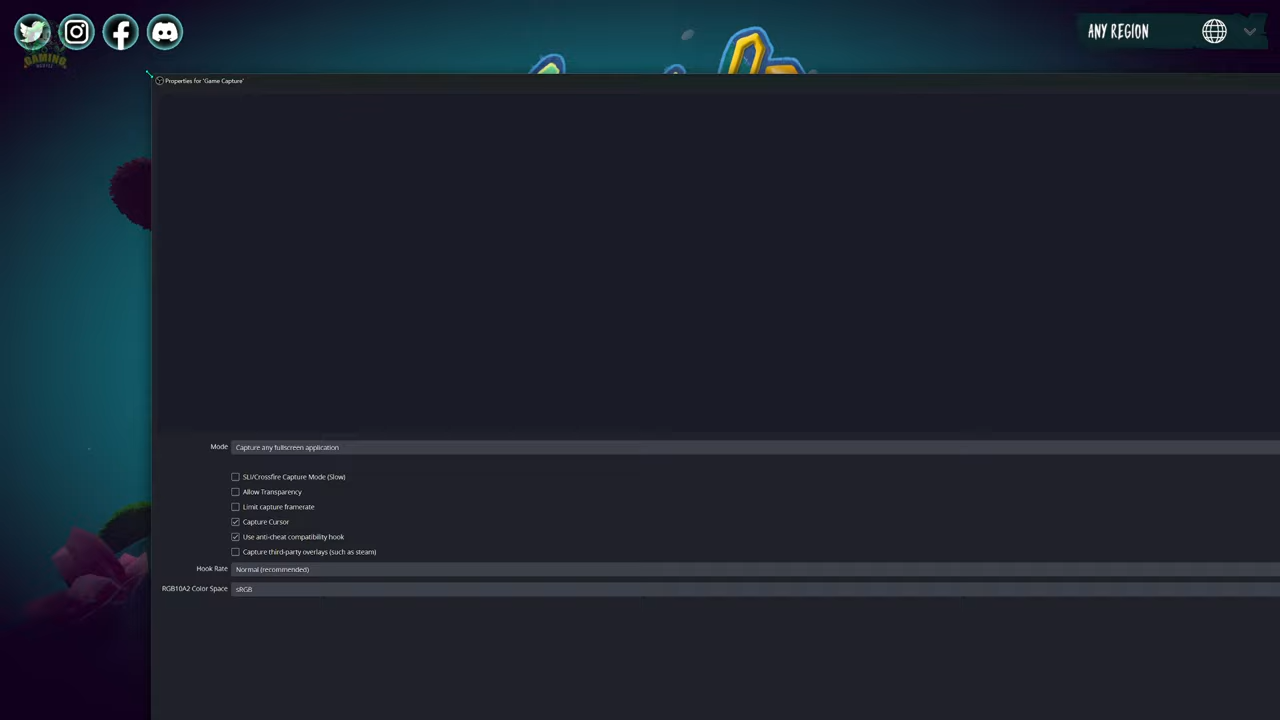 ANY REGION
GAMING
Properties for 'Game Capture'
Mode
Capture any fullscreen application
SLI/Crossfire Capture Mode (Slow)
Allow Transparency
Limit capture framerate
Capture Cursor
Use anti-cheat compatibility hook
Capture third-party overlays (such as steam)
Hook Rate
Normal (recommended)
RGB10A2 Color Space
sRGB